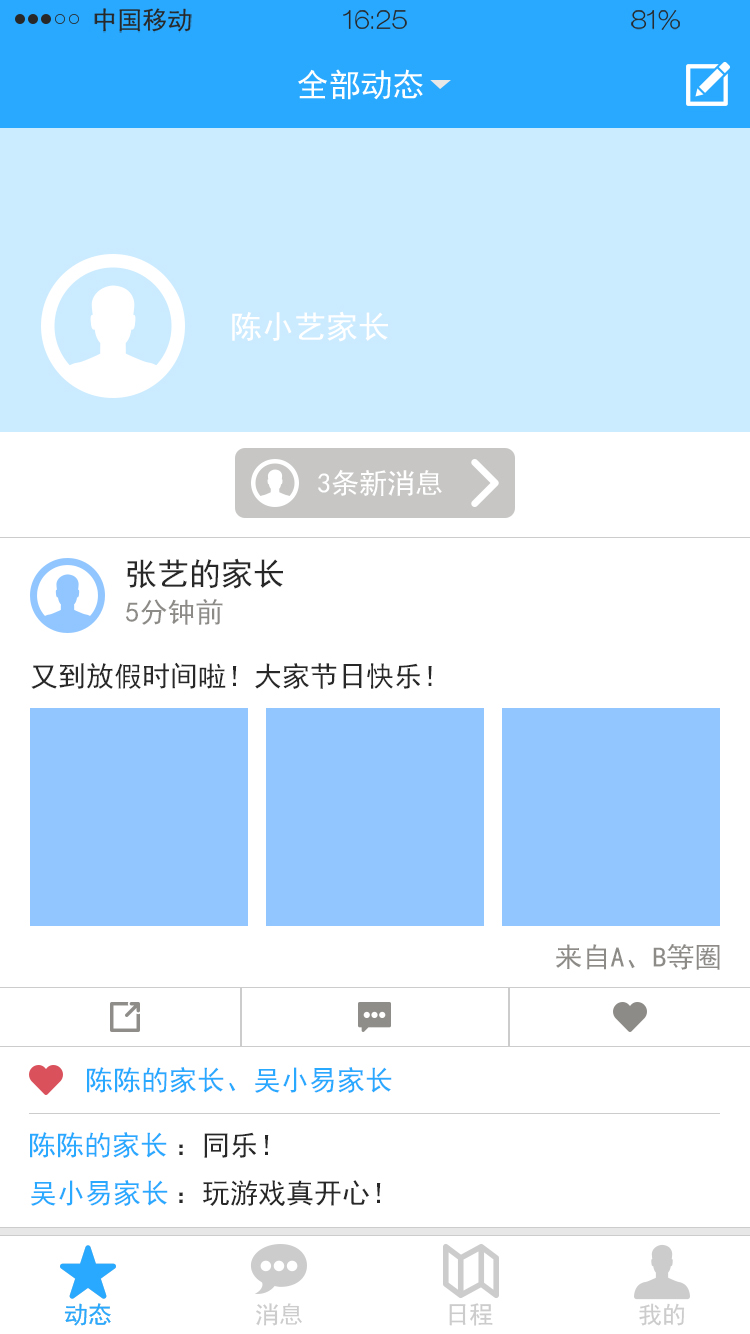 中国移动 16:25 81%
全部动态
陈小艺家长
3条新消息
张艺的家长
5分钟前
又到放假时间啦！大家节日快乐！
来自A、B等圈
陈陈的家长、吴小易家长
陈陈的家长：同乐！
吴小易家长：玩游戏真开心！
动态 消息 日程 我的